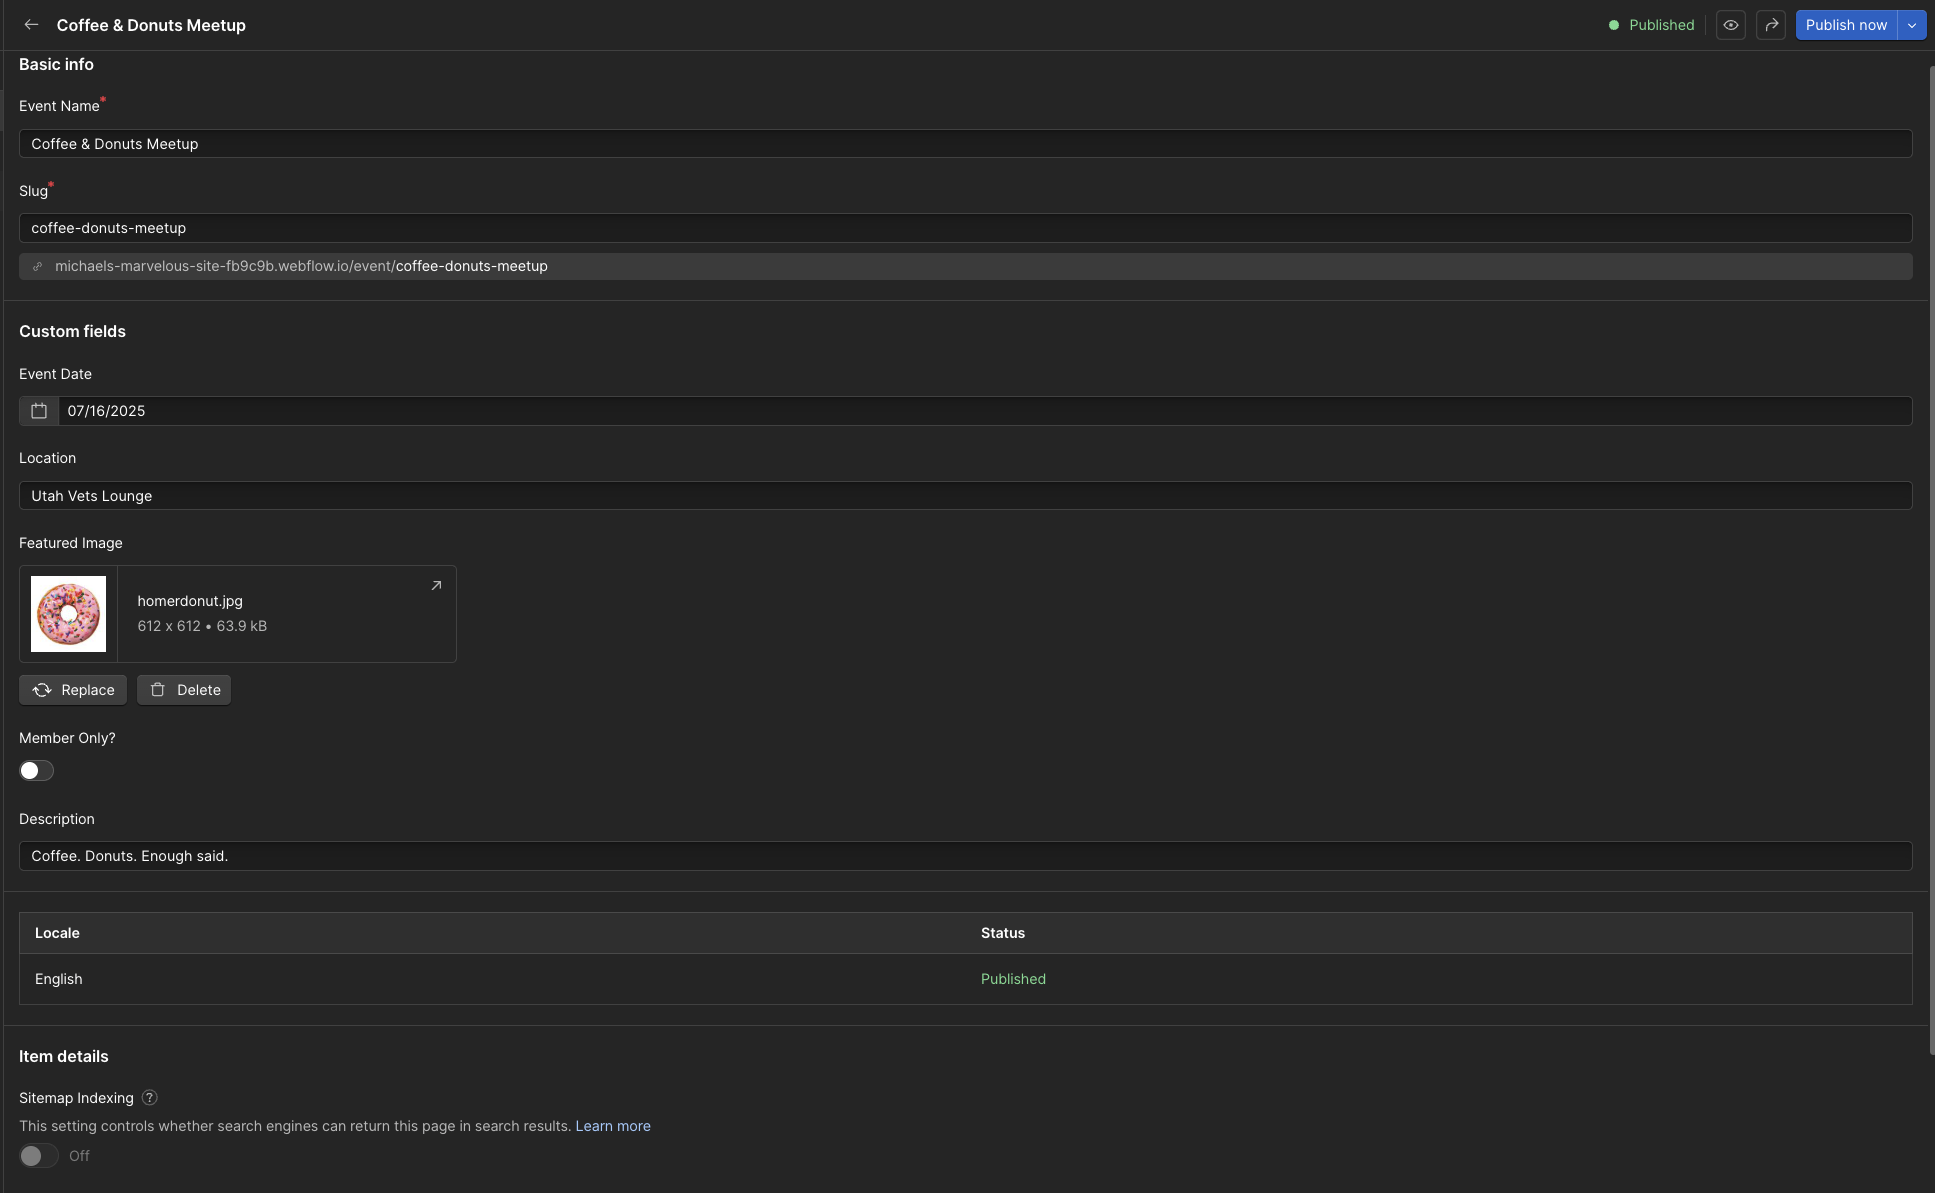 Coffee & Donuts Meetup
Published
Publish now
Basic info
Event Name*
Coffee & Donuts Meetup
Slug*
coffee-donuts-meetup
michaels-marvelous-site-fb9c9b.webflow.io/event/coffee-donuts-meetup
Custom fields
Event Date
07/16/2025
Location
Utah Vets Lounge
Featured Image
homerdonut.jpg
612 x 612 • 63.9 kB
Replace Delete
Member Only?
Description
Coffee. Donuts. Enough said.
Locale Status
English Published
Item details
Sitemap Indexing ?
This setting controls whether search engines can return this page in search results. Learn more
Off